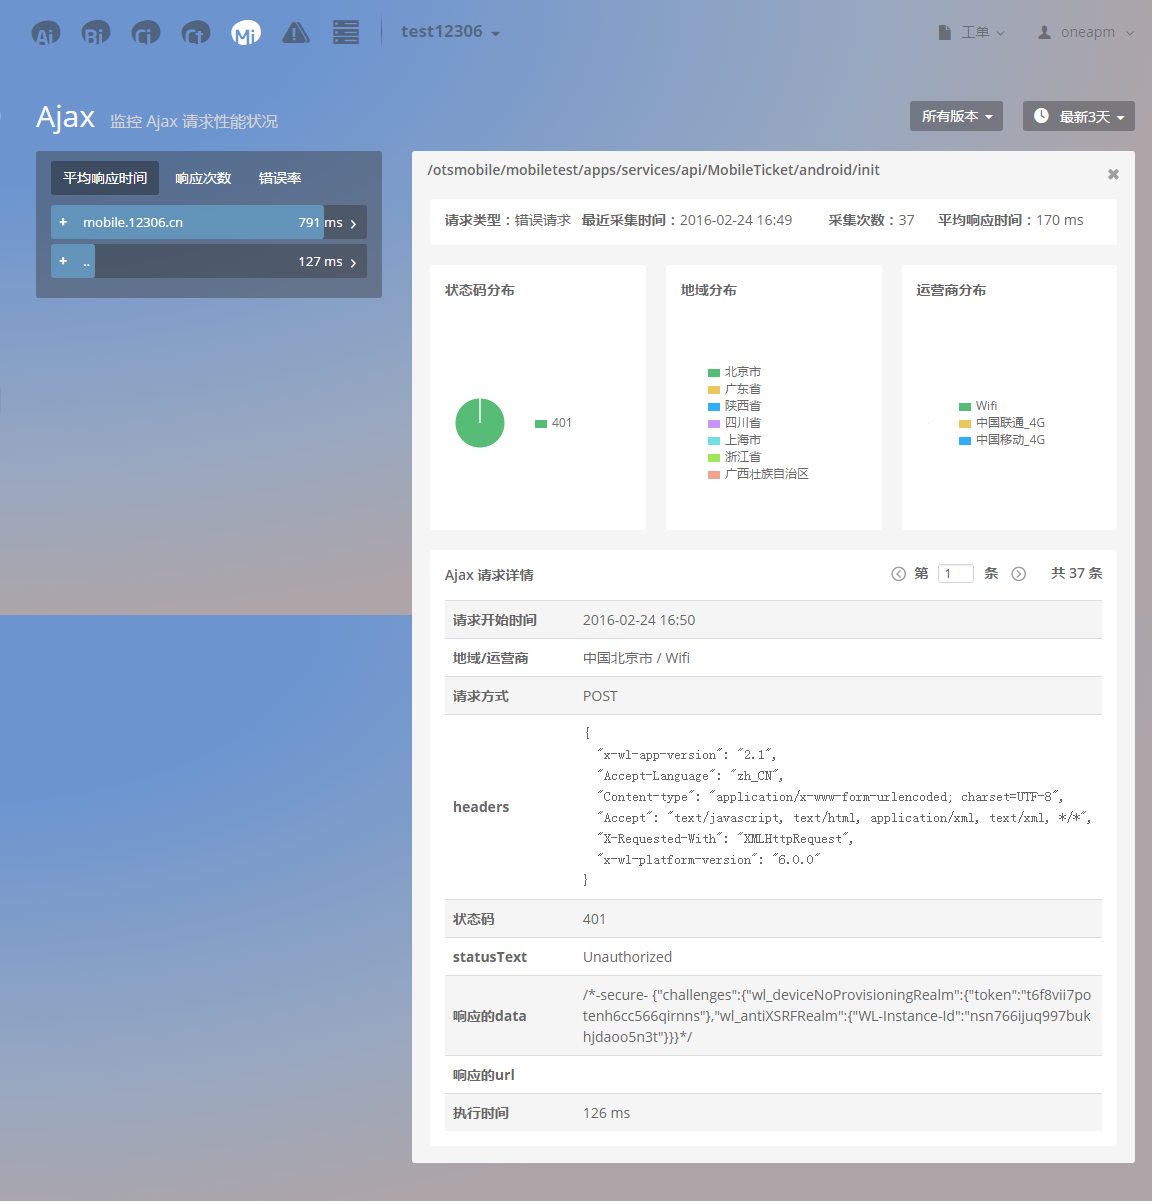 Ai Bi Ci Ct Mi test12306 工单 oneapm
Ajax 监控 Ajax 请求性能状况 所有版本 最新3天
平均响应时间 响应次数 错误率
+ mobile.12306.cn 791 ms
+ .. 127 ms
/otsmobile/mobiletest/apps/services/api/MobileTicket/android/init
请求类型：错误请求 最近采集时间：2016-02-24 16:49 采集次数：37 平均响应时间：170 ms
状态码分布
401
地域分布
北京市
广东省
陕西省
四川省
上海市
浙江省
广西壮族自治区
运营商分布
Wifi
中国联通_4G
中国移动_4G
Ajax 请求详情 第 1 条 共 37 条
请求开始时间 2016-02-24 16:50
地域/运营商 中国北京市 / Wifi
请求方式 POST
headers
{
"x-wl-app-version": "2.1",
"Accept-Language": "zh_CN",
"Content-type": "application/x-www-form-urlencoded; charset=UTF-8",
"Accept": "text/javascript, text/html, application/xml, text/xml, */*",
"X-Requested-With": "XMLHttpRequest",
"x-wl-platform-version": "6.0.0"
}
状态码 401
statusText Unauthorized
响应的data
/*-secure- {"challenges":{"wl_deviceNoProvisioningRealm":{"token":"t6f8vii7po
tenh6cc566qirnns"},"wl_antiXSRFRealm":{"WL-Instance-Id":"nsn766ijuq997buk
hjdaoo5n3t"}}}*/
响应的url
执行时间 126 ms